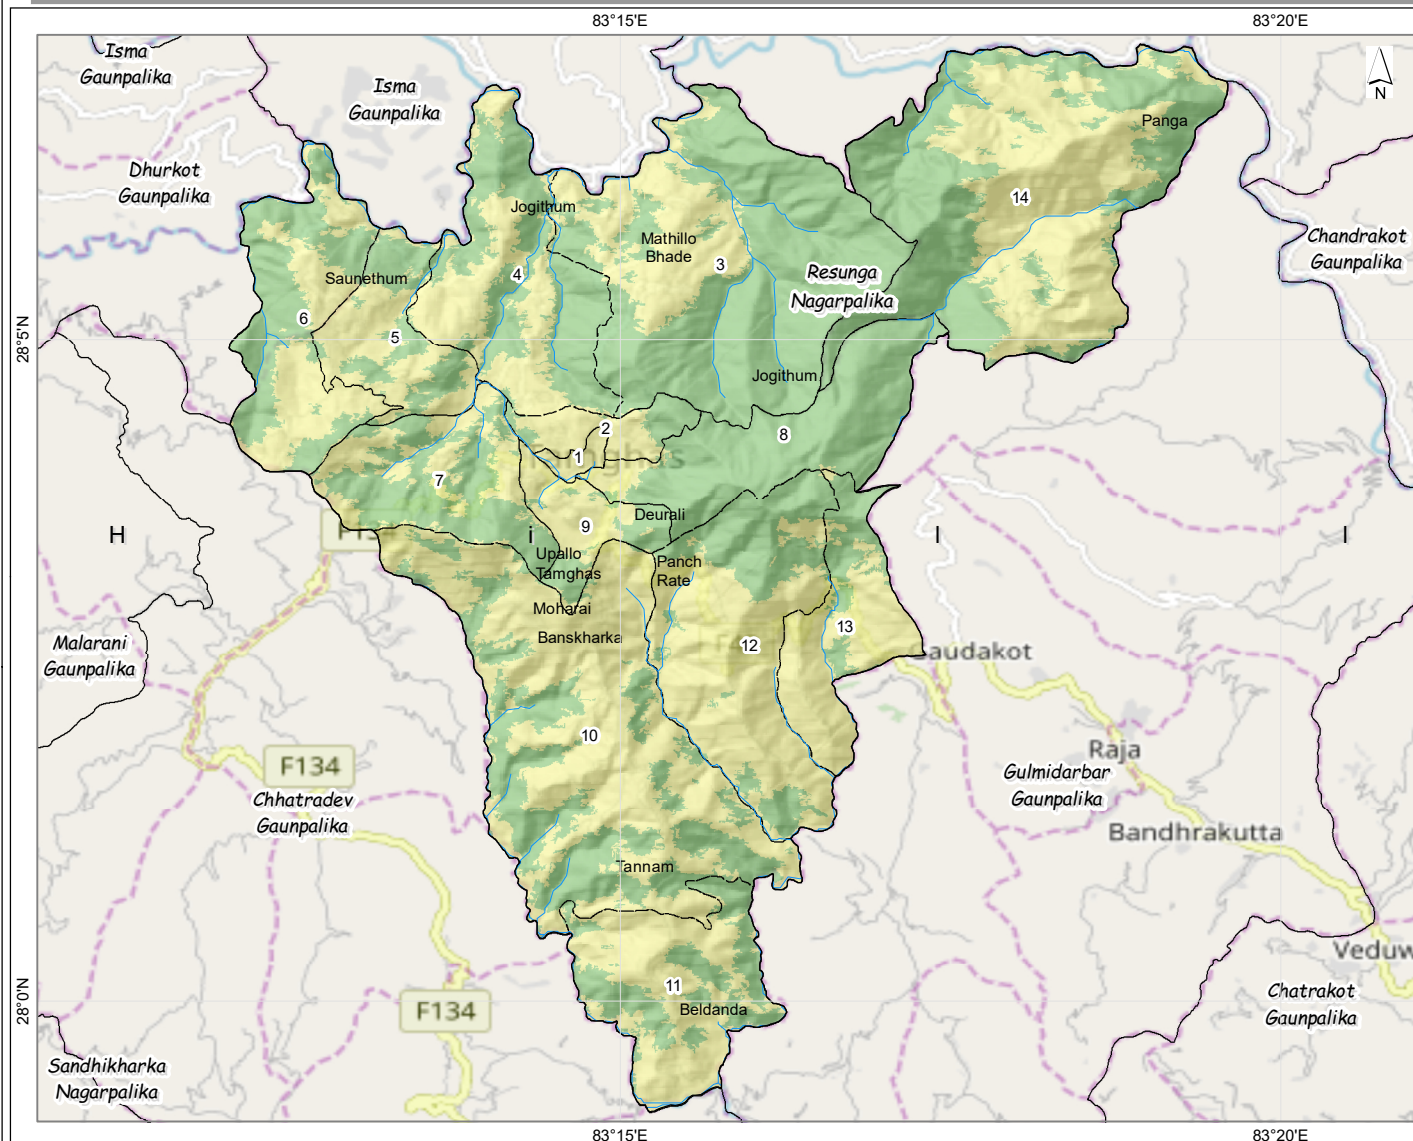 83°15'E
83°20'E
Isma
Gaunpalika
Isma
Gaunpalika
N
Panga
Dhurkot
Gaunpalika
14
Jogithum
Mathillo
Bhade
Chandrakot
Gaunpalika
3
4
Resunga
Nagarpalika
Saunethum
6
5
28°5'N
Jogithum
2
8
1
7
Deurali
9
H
i
l
l
Upallo
Tamghas
Panch
Rate
Moharai
Banskharka
13
12
Malarani
Gaunpalika
Baudakot
10
Raja
F134
Gulmidarbar
Gaunpalika
Chhatradev
Gaunpalika
Bandhrakutta
Tannam
Veduw
11
Beldanda
Chatrakot
Gaunpalika
28°0'N
F134
Sandhikharka
Nagarpalika
83°15'E
83°20'E